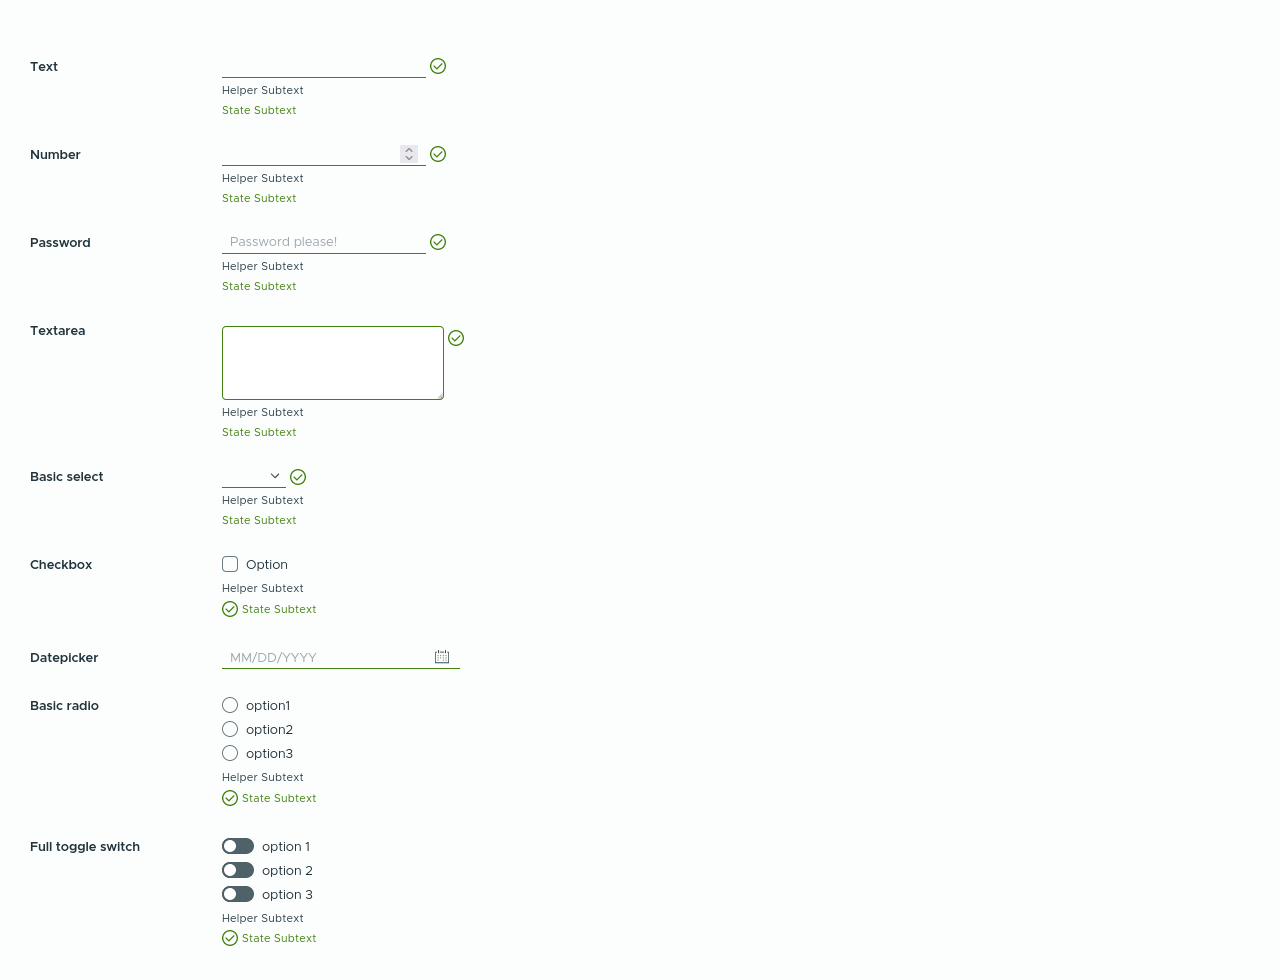 Text
Helper Subtext
State Subtext
Number
Helper Subtext
State Subtext
Password
Password please!
Helper Subtext
State Subtext
Textarea
Helper Subtext
State Subtext
Basic select
Helper Subtext
State Subtext
Checkbox
Option
Helper Subtext
State Subtext
Datepicker
MM/DD/YYYY
Basic radio
option1
option2
option3
Helper Subtext
State Subtext
Full toggle switch
option 1
option 2
option 3
Helper Subtext
State Subtext